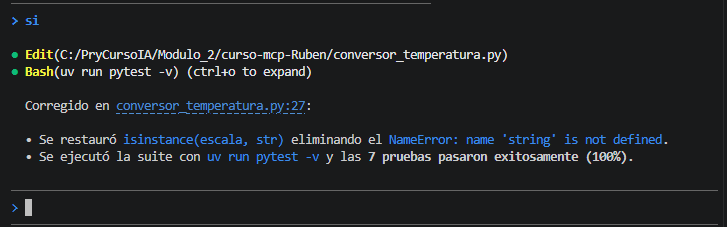 > si
● Edit(C:/PryCursoIA/Modulo_2/curso-mcp-Ruben/conversor_temperatura.py)
● Bash(uv run pytest -v) (ctrl+o to expand)
Corregido en conversor_temperatura.py:27:
• Se restauró isinstance(escala, str) eliminando el NameError: name 'string' is not defined.
• Se ejecutó la suite con uv run pytest -v y las 7 pruebas pasaron exitosamente (100%).
>